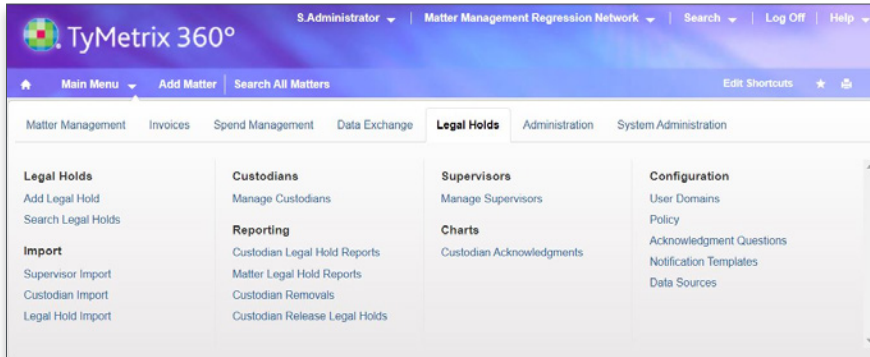 S.Administrator | Matter Management Regression Network | Search | Log Off | Help
TyMetrix 360°
Main Menu Add Matter | Search All Matters Edit Shortcuts
Matter Management Invoices Spend Management Data Exchange Legal Holds Administration System Administration
Legal Holds
Add Legal Hold
Search Legal Holds
Import
Supervisor Import
Custodian Import
Legal Hold Import
Custodians
Manage Custodians
Reporting
Custodian Legal Hold Reports
Matter Legal Hold Reports
Custodian Removals
Custodian Release Legal Holds
Supervisors
Manage Supervisors
Charts
Custodian Acknowledgments
Configuration
User Domains
Policy
Acknowledgment Questions
Notification Templates
Data Sources